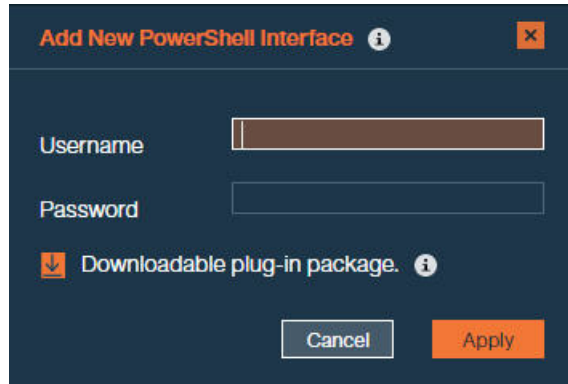 Add New PowerShell Interface
Username
Password
Downloadable plug-in package.
Cancel Apply